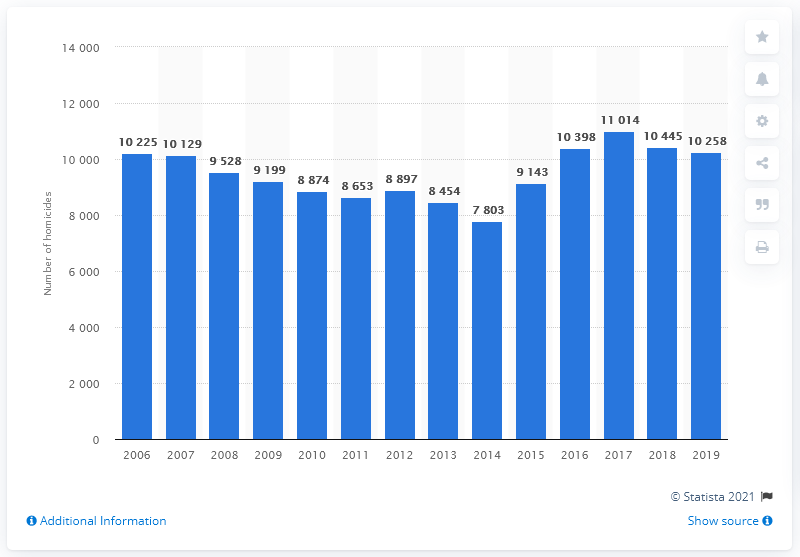 14 000
12 000
10 000
8 000
6 000
4 000
2 000
0
Number of homicides
10 225 10 129 9 528 9 199 8 874 8 653 8 897 8 454 7 803 9 143 10 398 11 014 10 445 10 258
2006 2007 2008 2009 2010 2011 2012 2013 2014 2015 2016 2017 2018 2019
© Statista 2021
Additional Information Show source